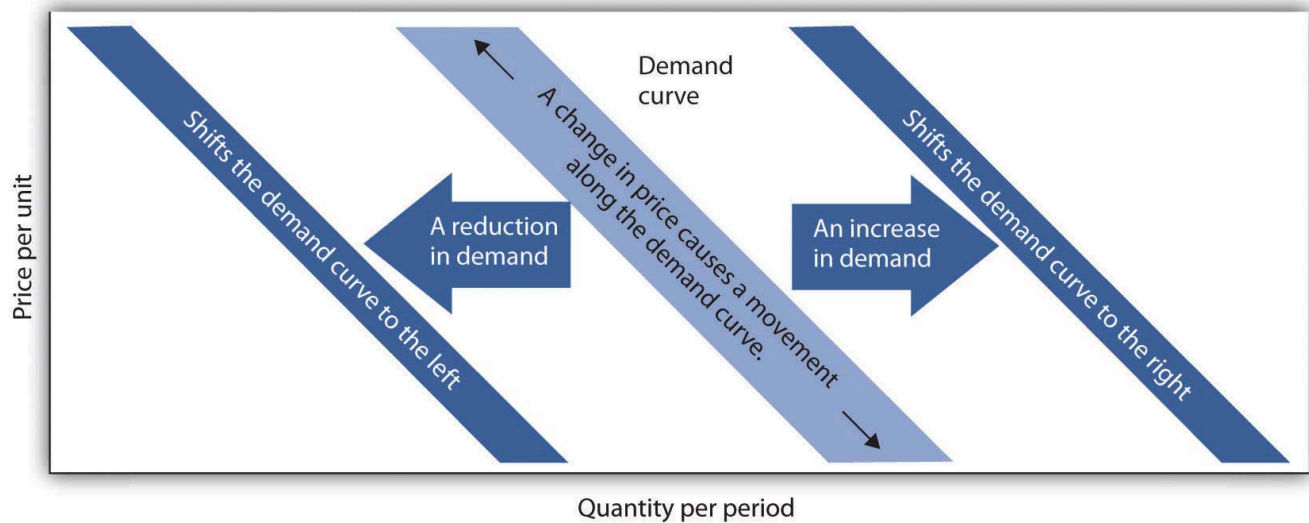 Demand
curve
Shifts the demand curve to the left
A reduction
in demand
A change in price causes a movement
along the demand curve.
An increase
in demand
Shifts the demand curve to the right
Price per unit
Quantity per period